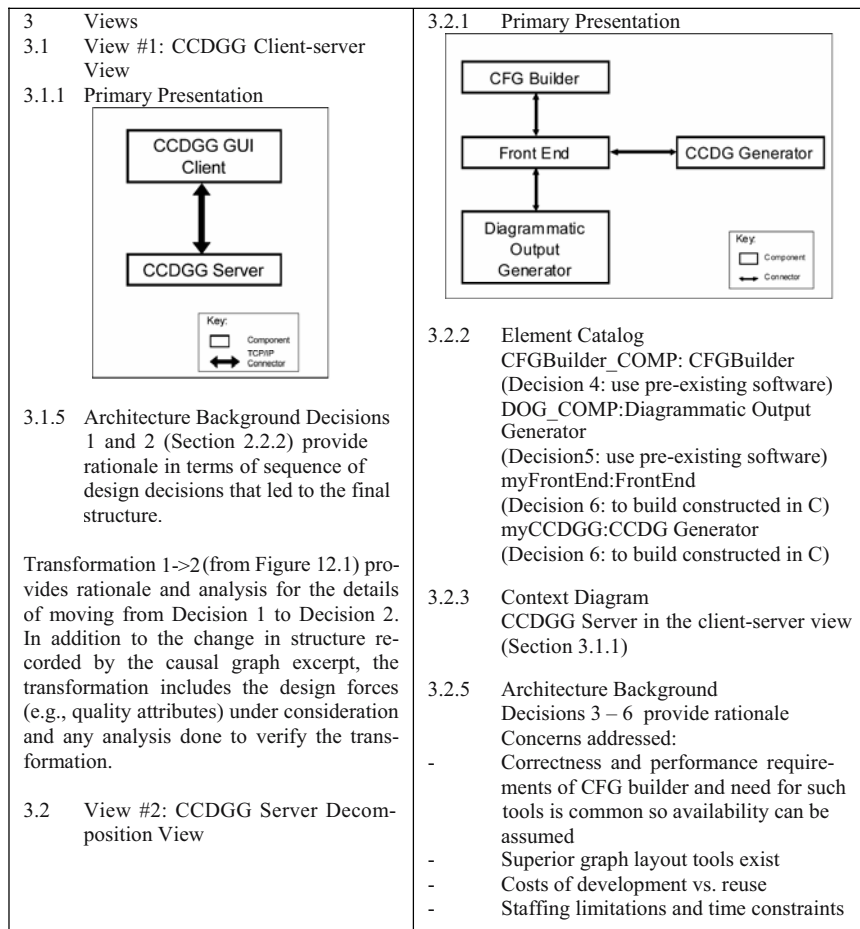 3 Views
3.1 View #1: CCDGG Client-server
View
3.1.1 Primary Presentation
CCDGG GUI
Client
CCDGG Server
Key:
Component
TCP/IP
Connector
3.1.5 Architecture Background Decisions
1 and 2 (Section 2.2.2) provide
rationale in terms of sequence of
design decisions that led to the final
structure.
Transformation 1->2 (from Figure 12.1) pro-
vides rationale and analysis for the details
of moving from Decision 1 to Decision 2.
In addition to the change in structure re-
corded by the causal graph excerpt, the
transformation includes the design forces
(e.g., quality attributes) under consideration
and any analysis done to verify the trans-
formation.
3.2 View #2: CCDGG Server Decom-
position View
3.2.1 Primary Presentation
CFG Builder
Front End
CCDG Generator
Diagrammatic
Output
Generator
Key:
Component
Connector
3.2.2 Element Catalog
CFGBuilder_COMP: CFGBuilder
(Decision 4: use pre-existing software)
DOG_COMP:Diagrammatic Output
Generator
(Decision5: use pre-existing software)
myFrontEnd:FrontEnd
(Decision 6: to build constructed in C)
myCCDGG:CCDG Generator
(Decision 6: to build constructed in C)
3.2.3 Context Diagram
CCDGG Server in the client-server view
(Section 3.1.1)
3.2.5 Architecture Background
Decisions 3 – 6 provide rationale
Concerns addressed:
- Correctness and performance require-
ments of CFG builder and need for such
tools is common so availability can be
assumed
- Superior graph layout tools exist
- Costs of development vs. reuse
- Staffing limitations and time constraints